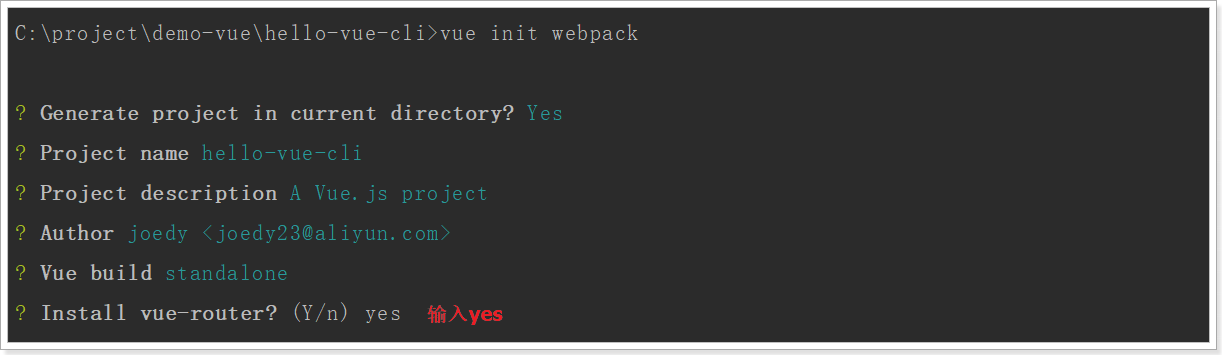 C:\project\demo-vue\hello-vue-cli>vue init webpack
? Generate project in current directory? Yes
? Project name hello-vue-cli
? Project description A Vue.js project
? Author joedy <joedy23@aliyun.com>
? Vue build standalone
? Install vue-router? (Y/n) yes 输入yes